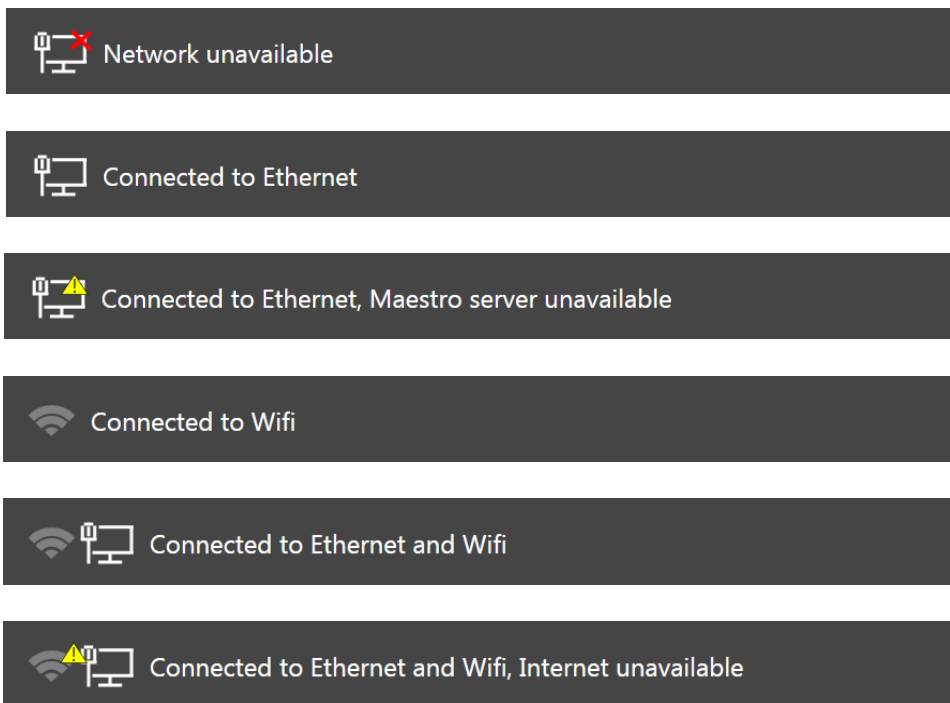 Network unavailable
Connected to Ethernet
Connected to Ethernet, Maestro server unavailable
Connected to Wifi
Connected to Ethernet and Wifi
Connected to Ethernet and Wifi, Internet unavailable